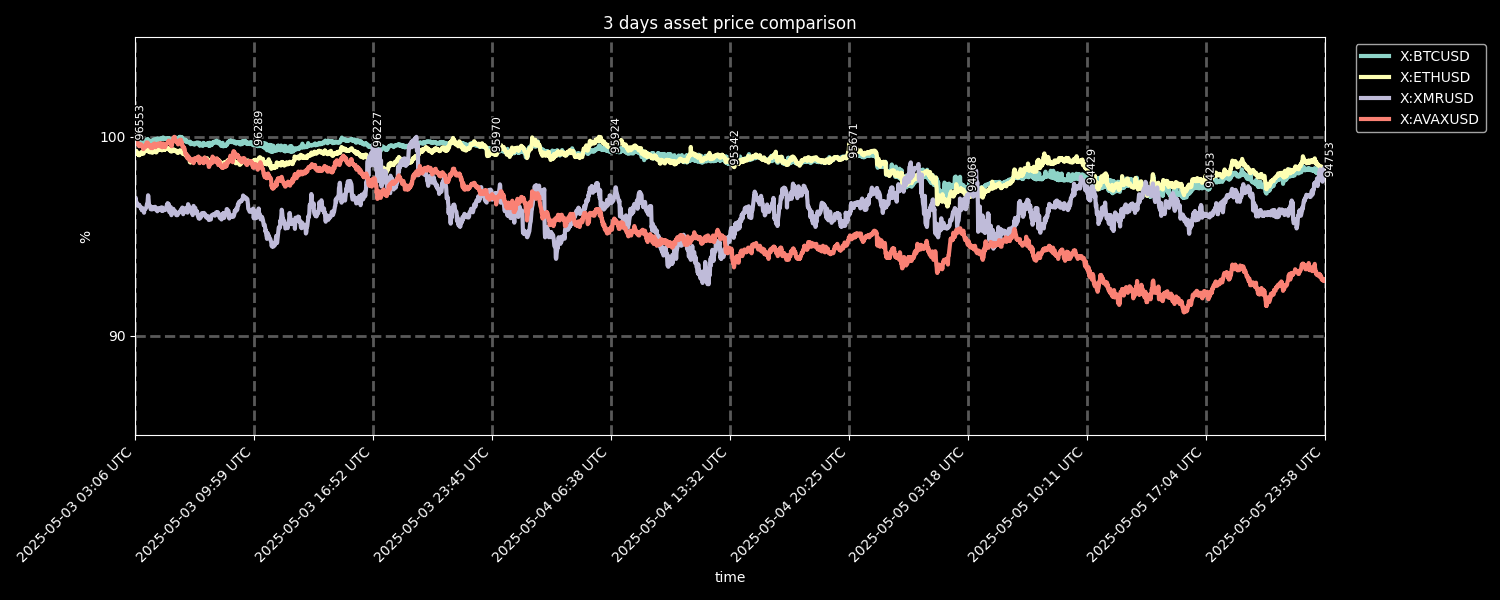 3 days asset price comparison
X:BTCUSD
X:ETHUSD
X:XMRUSD
X:AVAXUSD
%
100
90
96553
96289
96227
95970
95924
95342
95671
94068
94429
94253
94753
2025-05-03 03:06 UTC
2025-05-03 09:59 UTC
2025-05-03 16:52 UTC
2025-05-03 23:45 UTC
2025-05-04 06:38 UTC
2025-05-04 13:32 UTC
2025-05-04 20:25 UTC
2025-05-05 03:18 UTC
2025-05-05 10:11 UTC
2025-05-05 17:04 UTC
2025-05-05 23:58 UTC
time